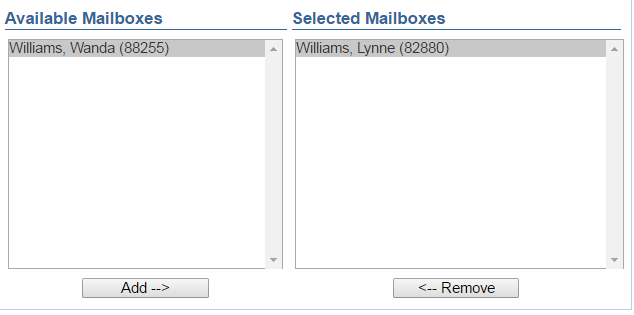 Available Mailboxes
Selected Mailboxes
Williams, Wanda (88255)
Williams, Lynne (82880)
Add -->
<-- Remove